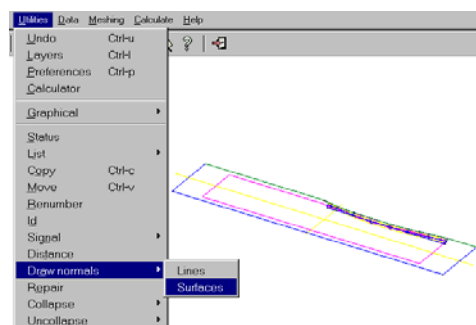 Utilities Data Meshing Calculate Help
Undo Ctrl-u
Layers Ctrl-l
Preferences Ctrl-p
Calculator
Graphical
Status
List
Copy Ctrl-c
Move Ctrl-v
Renumber
Id
Signal
Distance
Draw normals Lines
Repair Surfaces
Collapse
Uncollapse